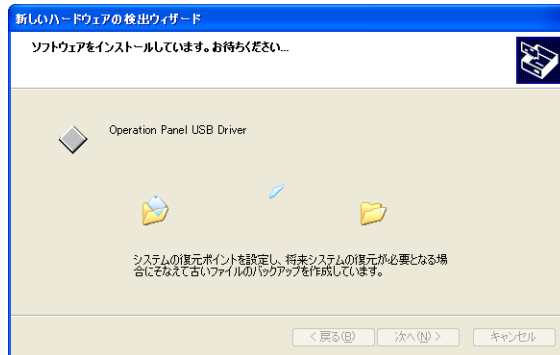 新しいハードウェアの検出ウィザード
ソフトウェアをインストールしています。お待ちください...
Operation Panel USB Driver
システムの復元ポイントを設定し、将来システムの復元が必要となる場
合にそなえて古いファイルのバックアップを作成しています。
< 戻る(B) 次へ(N) > キャンセル